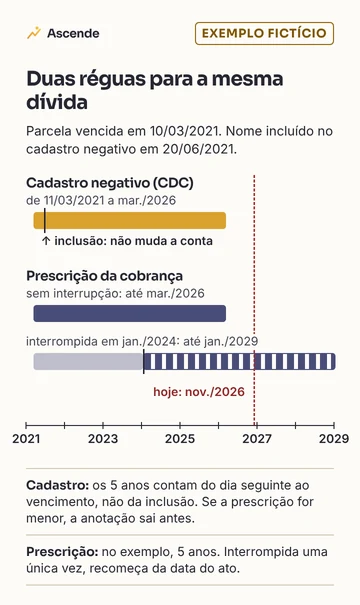 Ascende
EXEMPLO FICTÍCIO
Duas réguas para a mesma
dívida
Parcela vencida em 10/03/2021. Nome incluído no
cadastro negativo em 20/06/2021.
Cadastro negativo (CDC)
de 11/03/2021 a mar./2026
↑ inclusão: não muda a conta
Prescrição da cobrança
sem interrupção: até mar./2026
interrompida em jan./2024: até jan./2029
hoje: nov./2026
2021 2023 2025 2027 2029
Cadastro: os 5 anos contam do dia seguinte ao
vencimento, não da inclusão. Se a prescrição for
menor, a anotação sai antes.
Prescrição: no exemplo, 5 anos. Interrompida uma
única vez, recomeça da data do ato.